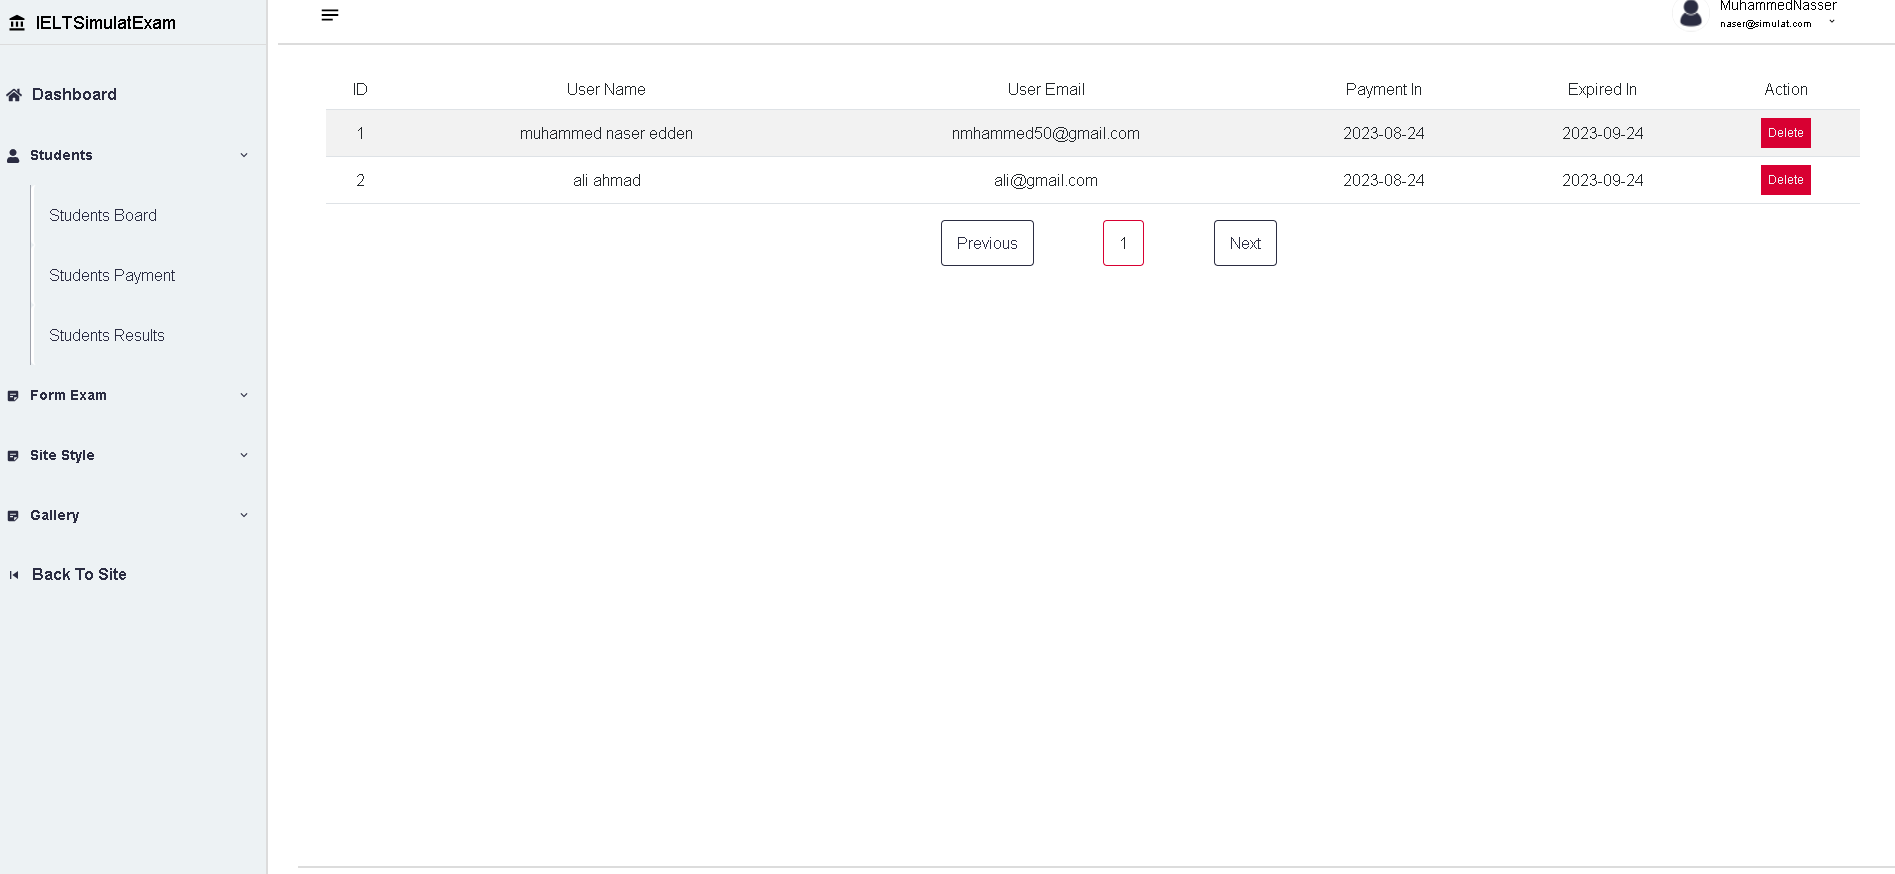 IELTSimulatExam
MuhammedNasser
naser@simulat.com
Dashboard
Students
Students Board
Students Payment
Students Results
Form Exam
Site Style
Gallery
Back To Site
ID User Name User Email Payment In Expired In Action
1 muhammed naser edden nmhammed50@gmail.com 2023-08-24 2023-09-24 Delete
2 ali ahmad ali@gmail.com 2023-08-24 2023-09-24 Delete
Previous 1 Next